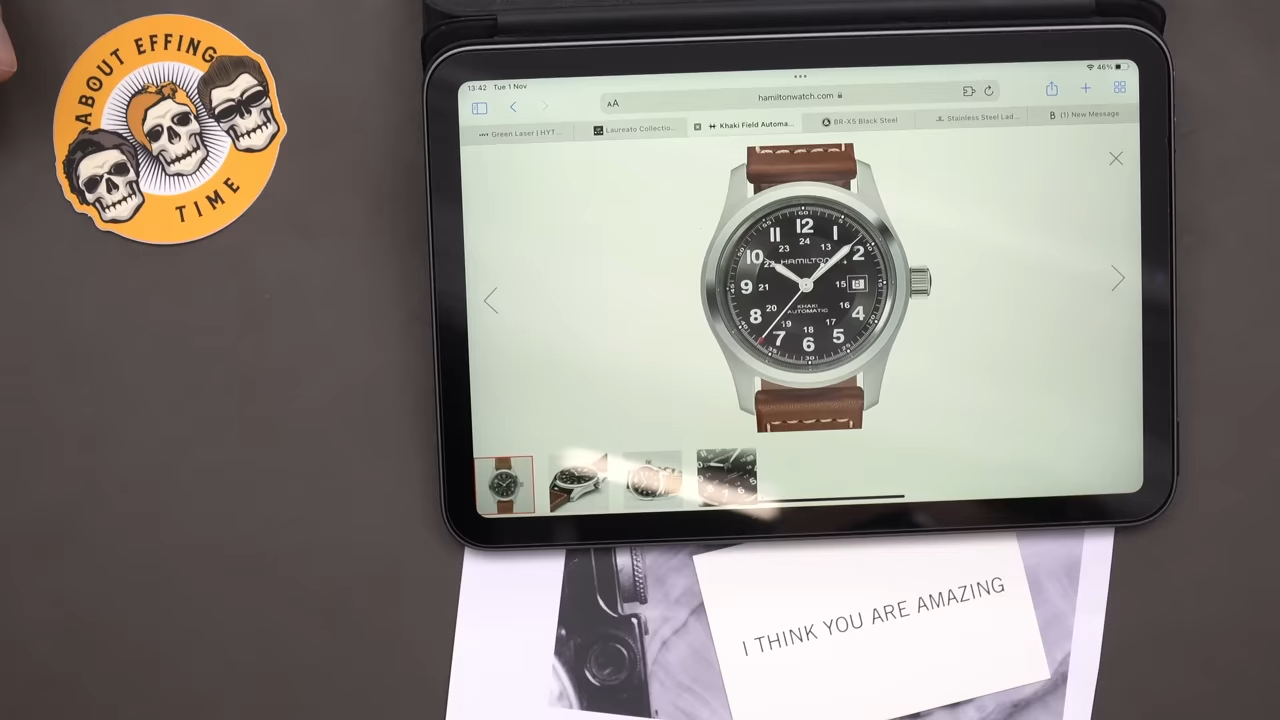 ABOUT EFFING
TIME
13:42 Tue 1 Nov
46%
AA
hamiltonwatch.com
Green Laser | HYT...
Laureato Collectio...
Khaki Field Automa...
BR-X5 Black Steel
Stainless Steel Lad...
(1) New Message
60
12
11
1
24
23
13
10
HAMILTON
2
22
9
21
15
8
20
16
4
KHAKI
AUTOMATIC
19
18
17
7
6
5
30
I THINK YOU ARE AMAZING